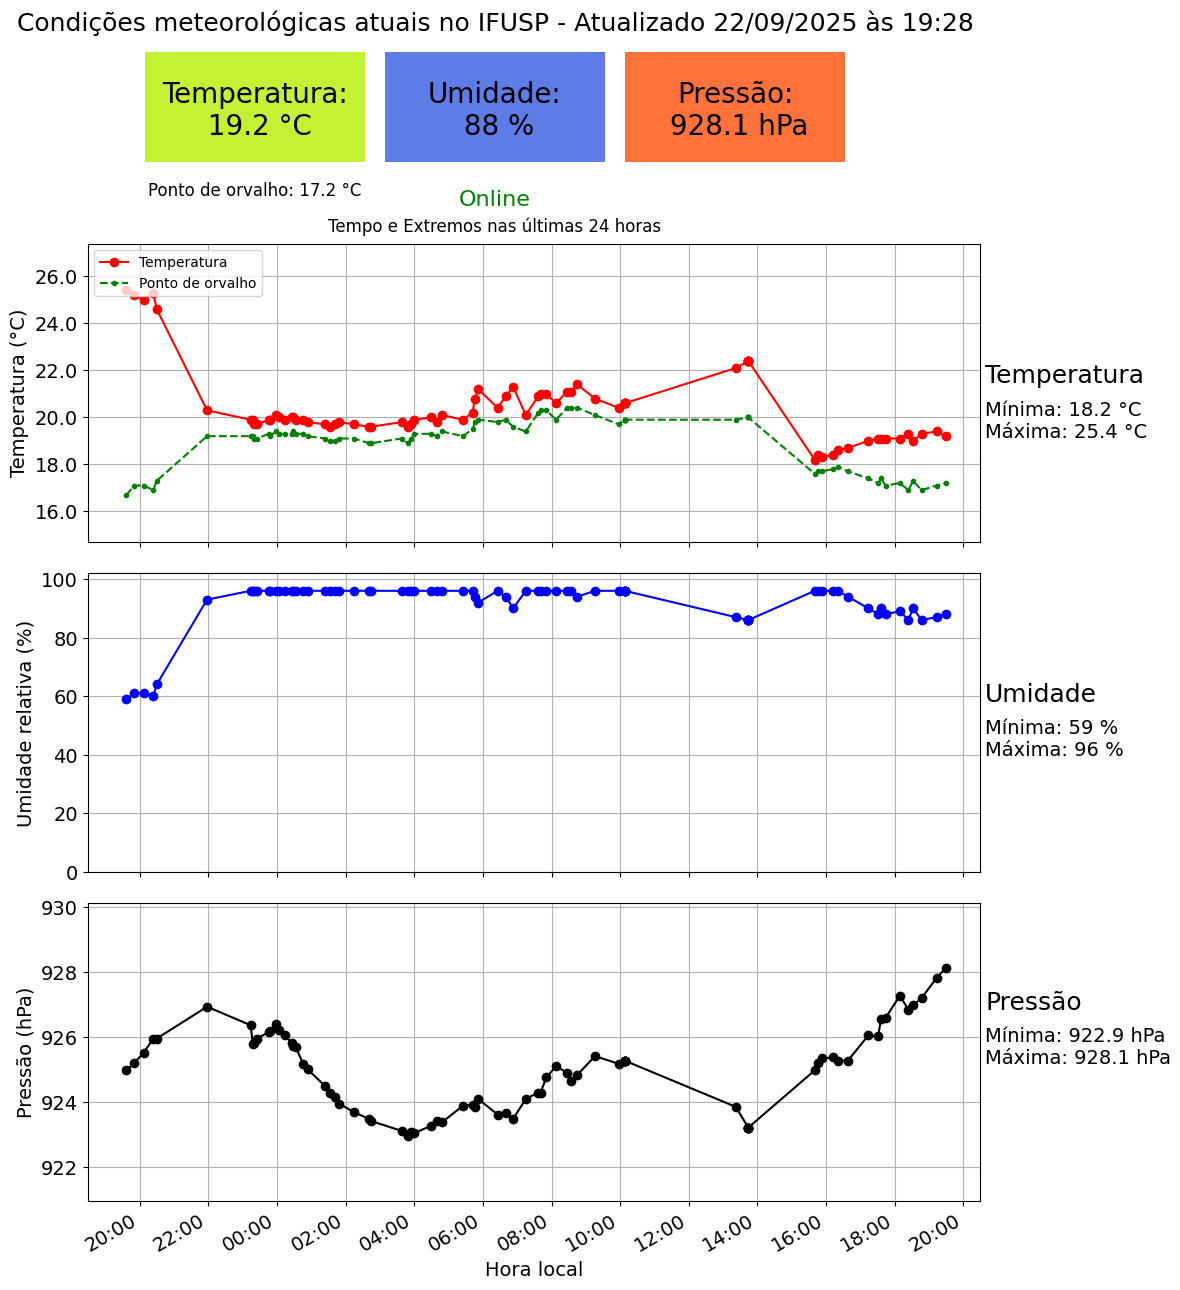 Condições meteorológicas atuais no IFUSP - Atualizado 22/09/2025 às 19:28
Temperatura:
19.2 °C
Umidade:
88 %
Pressão:
928.1 hPa
Ponto de orvalho: 17.2 °C
Online
Tempo e Extremos nas últimas 24 horas
Temperatura
Ponto de orvalho
Temperatura (°C)
26.0
24.0
22.0
20.0
18.0
16.0
Temperatura
Mínima: 18.2 °C
Máxima: 25.4 °C
Umidade relativa (%)
100
80
60
40
20
0
Umidade
Mínima: 59 %
Máxima: 96 %
Pressão (hPa)
930
928
926
924
922
Pressão
Mínima: 922.9 hPa
Máxima: 928.1 hPa
20:00
22:00
00:00
02:00
04:00
06:00
08:00
10:00
12:00
14:00
16:00
18:00
20:00
Hora local